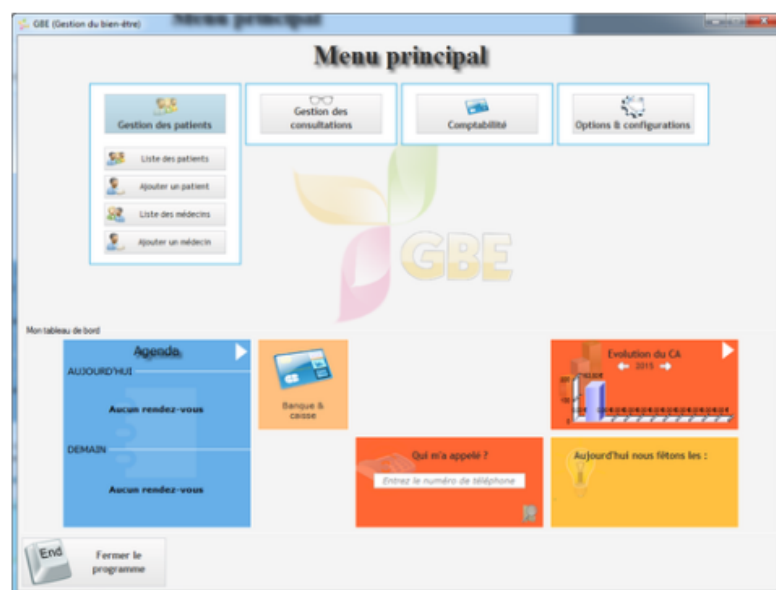 GBE (Gestion du bien-être)
Menu principal
Menu principal
Gestion des patients
Gestion des
consultations
Comptabilité
Options & configurations
Liste des patients
Ajouter un patient
Liste des médecins
Ajouter un médecin
GBE
Mon tableau de bord
Agenda
AUJOURD'HUI
Aucun rendez-vous
DEMAIN
Aucun rendez-vous
Banque &
caisse
Evolution du CA
2015
Qui m'a appelé ?
Entrez le numéro de téléphone
Aujourd'hui nous fêtons les :
End
Fermer le
programme